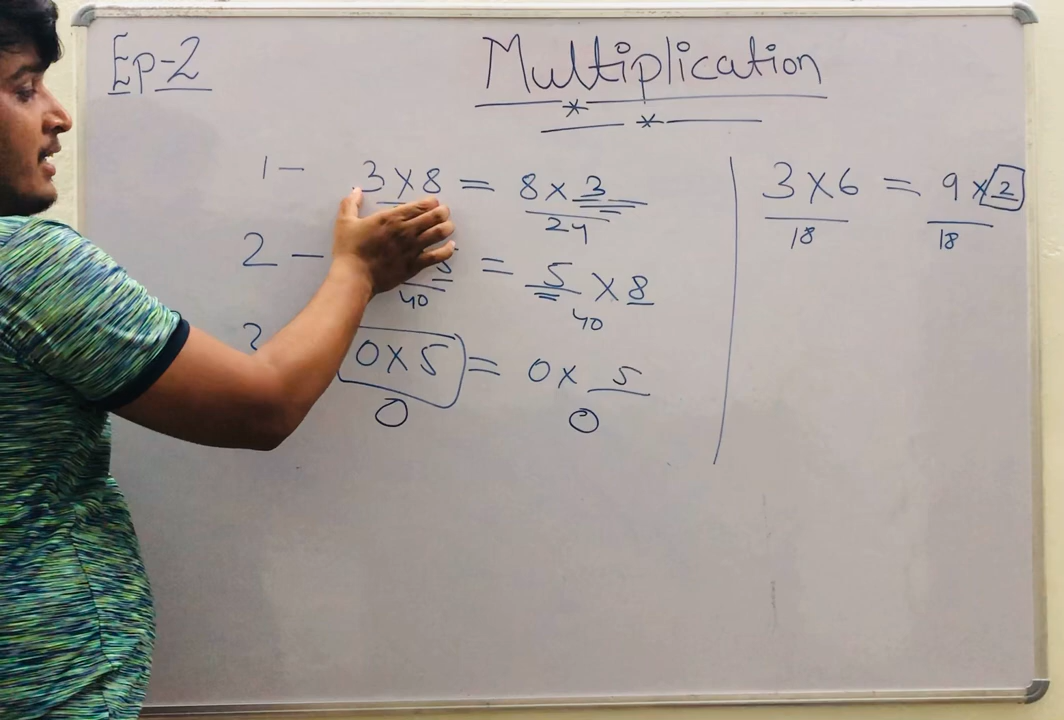 Ep-2
Multiplication
1- 3 x 8 = 8 x 3
24
2- 5 = 5 x 8
40 40
0 x 5 = 0 x 5
0 0
3 x 6 = 9 x 2
18 18